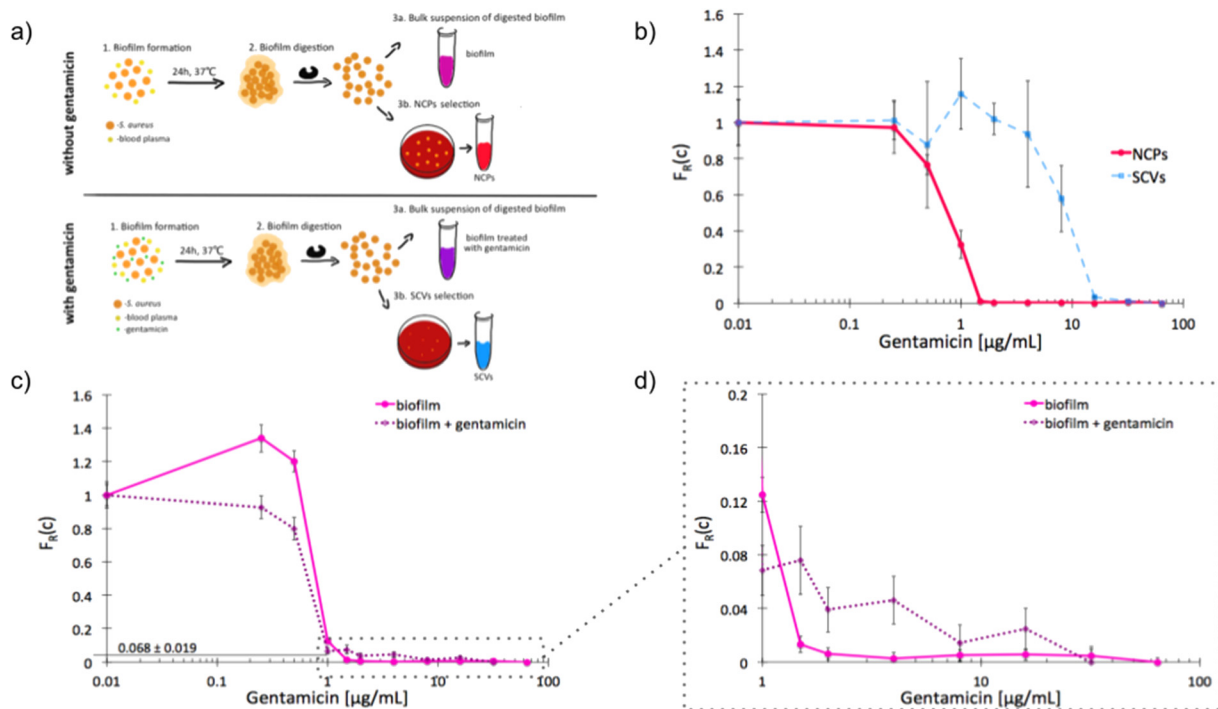 a)
without gentamicin
1. Biofilm formation
24h, 37℃
-S. aureus
-blood plasma
2. Biofilm digestion
3a. Bulk suspension of digested biofilm
biofilm
3b. NCPs selection
NCPs
with gentamicin
1. Biofilm formation
24h, 37℃
-S. aureus
-blood plasma
-gentamicin
2. Biofilm digestion
3a. Bulk suspension of digested biofilm
biofilm treated
with gentamicin
3b. SCVs selection
SCVs
b)
1.6
1.4
1.2
1
0.8
0.6
0.4
0.2
0
FR(c)
0.01
0.1
1
10
100
Gentamicin [µg/mL]
NCPs
SCVs
c)
1.6
1.4
1.2
1
0.8
0.6
0.4
0.2
0
FR(c)
0.068 ± 0.019
0.01
0.1
1
10
100
Gentamicin [µg/mL]
biofilm
biofilm + gentamicin
d)
0.2
0.16
0.12
0.08
0.04
0
FR(c)
1
10
100
Gentamicin [µg/mL]
biofilm
biofilm + gentamicin